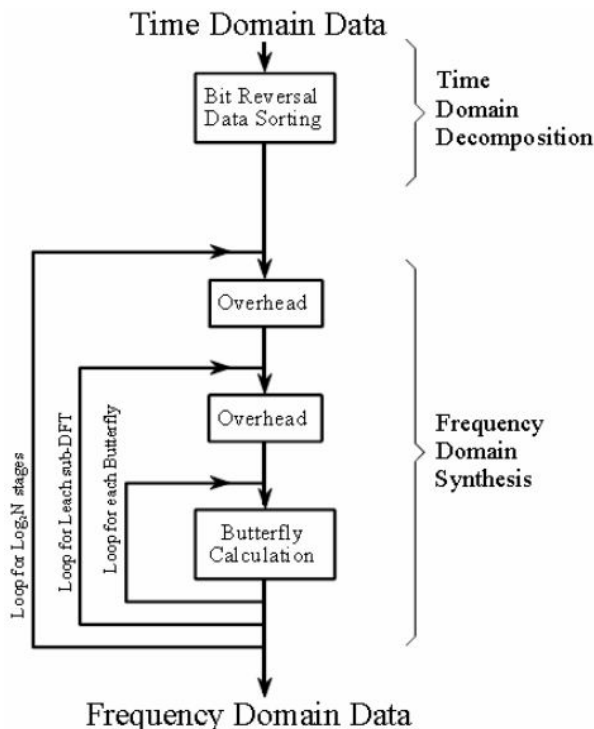 Time Domain Data
Bit Reversal
Data Sorting
Time
Domain
Decomposition
Overhead
Overhead
Butterfly
Calculation
Loop for Log₂N stages
Loop for Leach sub-DFT
Loop for each Butterfly
Frequency
Domain
Synthesis
Frequency Domain Data